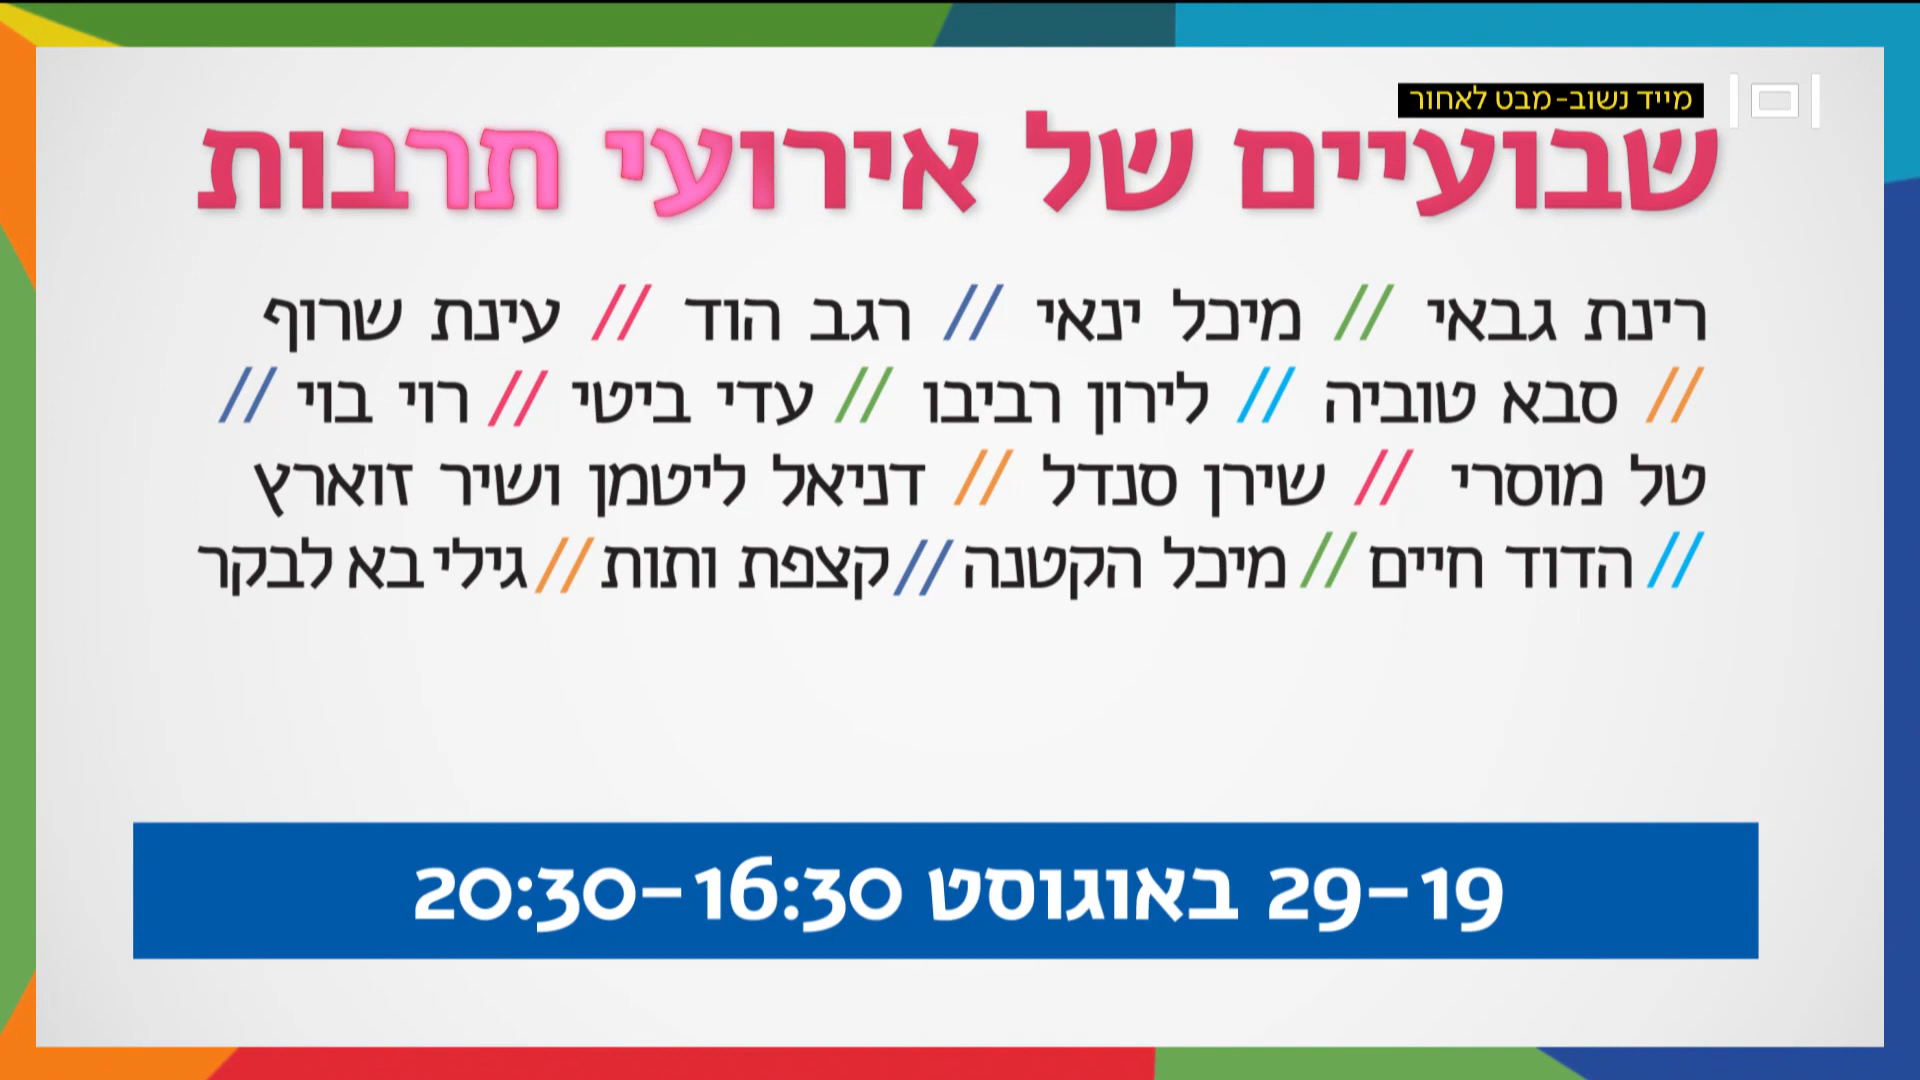 מייד נשוב-מבט לאחור
שבועיים של אירועי תרבות
רינת גבאי // מיכל ינאי // רגב הוד // עינת שרוף
// סבא טוביה // לירון רביבו // עדי ביטי // רוי בוי //
טל מוסרי // שירן סנדל // דניאל ליטמן ושיר זוארץ
// הדוד חיים // מיכל הקטנה // קצפת ותות // גילי בא לבקר
29-19 באוגוסט 20:30-16:30